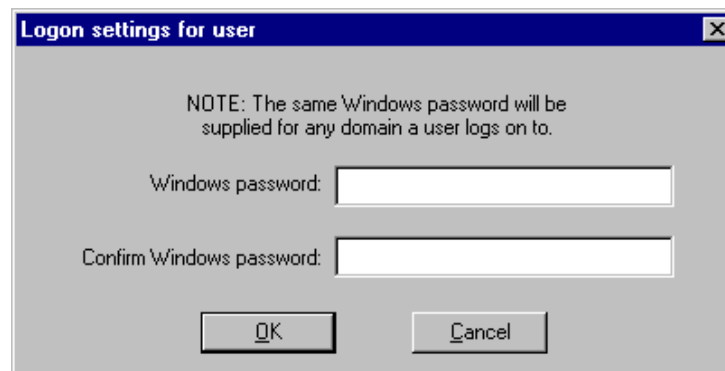 Logon settings for user
NOTE: The same Windows password will be
supplied for any domain a user logs on to.
Windows password:
Confirm Windows password:
OK
Cancel